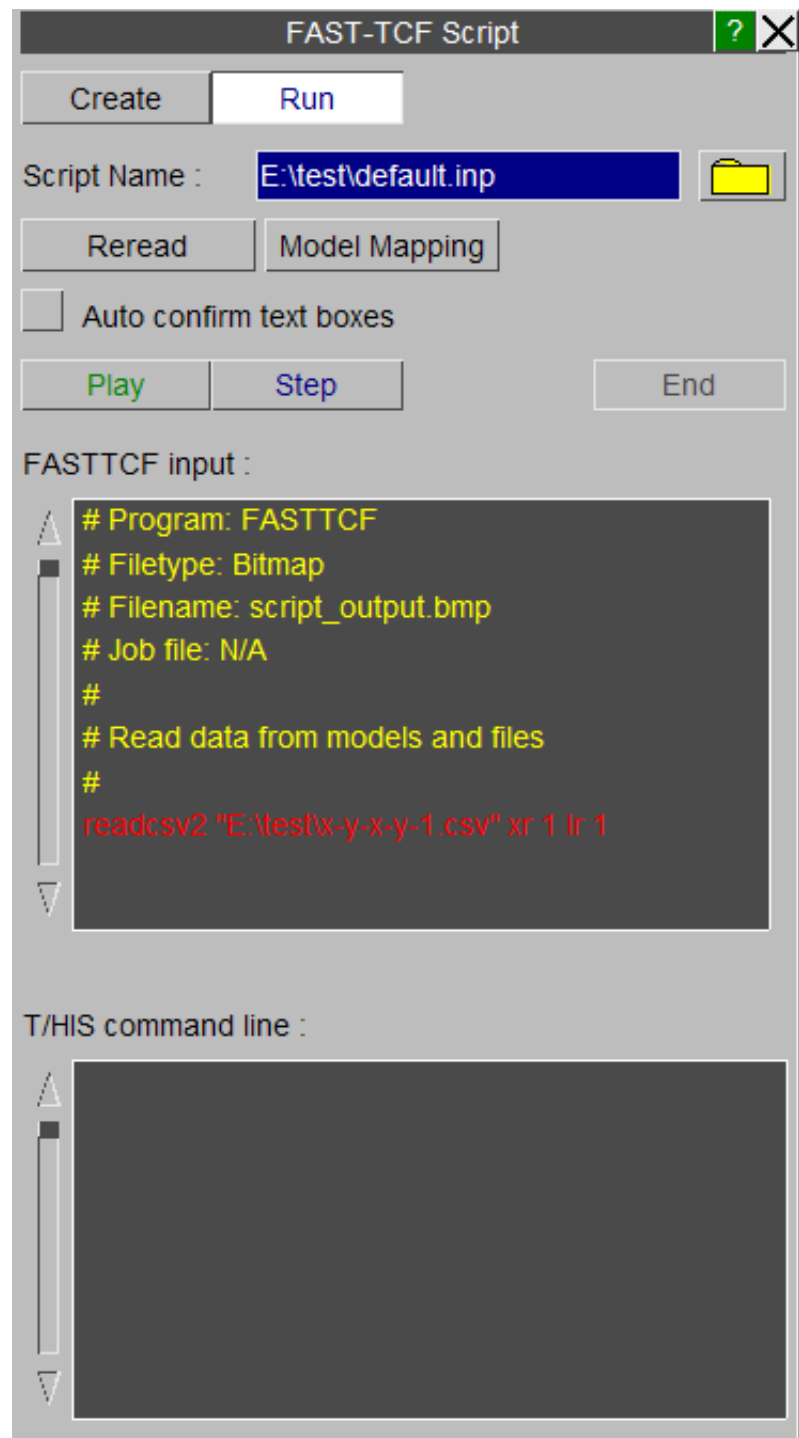 FAST-TCF Script ?
Create Run
Script Name : E:\test\default.inp
Reread Model Mapping
Auto confirm text boxes
Play Step End
FASTTCF input :
# Program: FASTTCF
# Filetype: Bitmap
# Filename: script_output.bmp
# Job file: N/A
#
# Read data from models and files
#
readcsv2 "E:\test\x-y-x-y-1.csv" xr 1 lr 1
T/HIS command line :